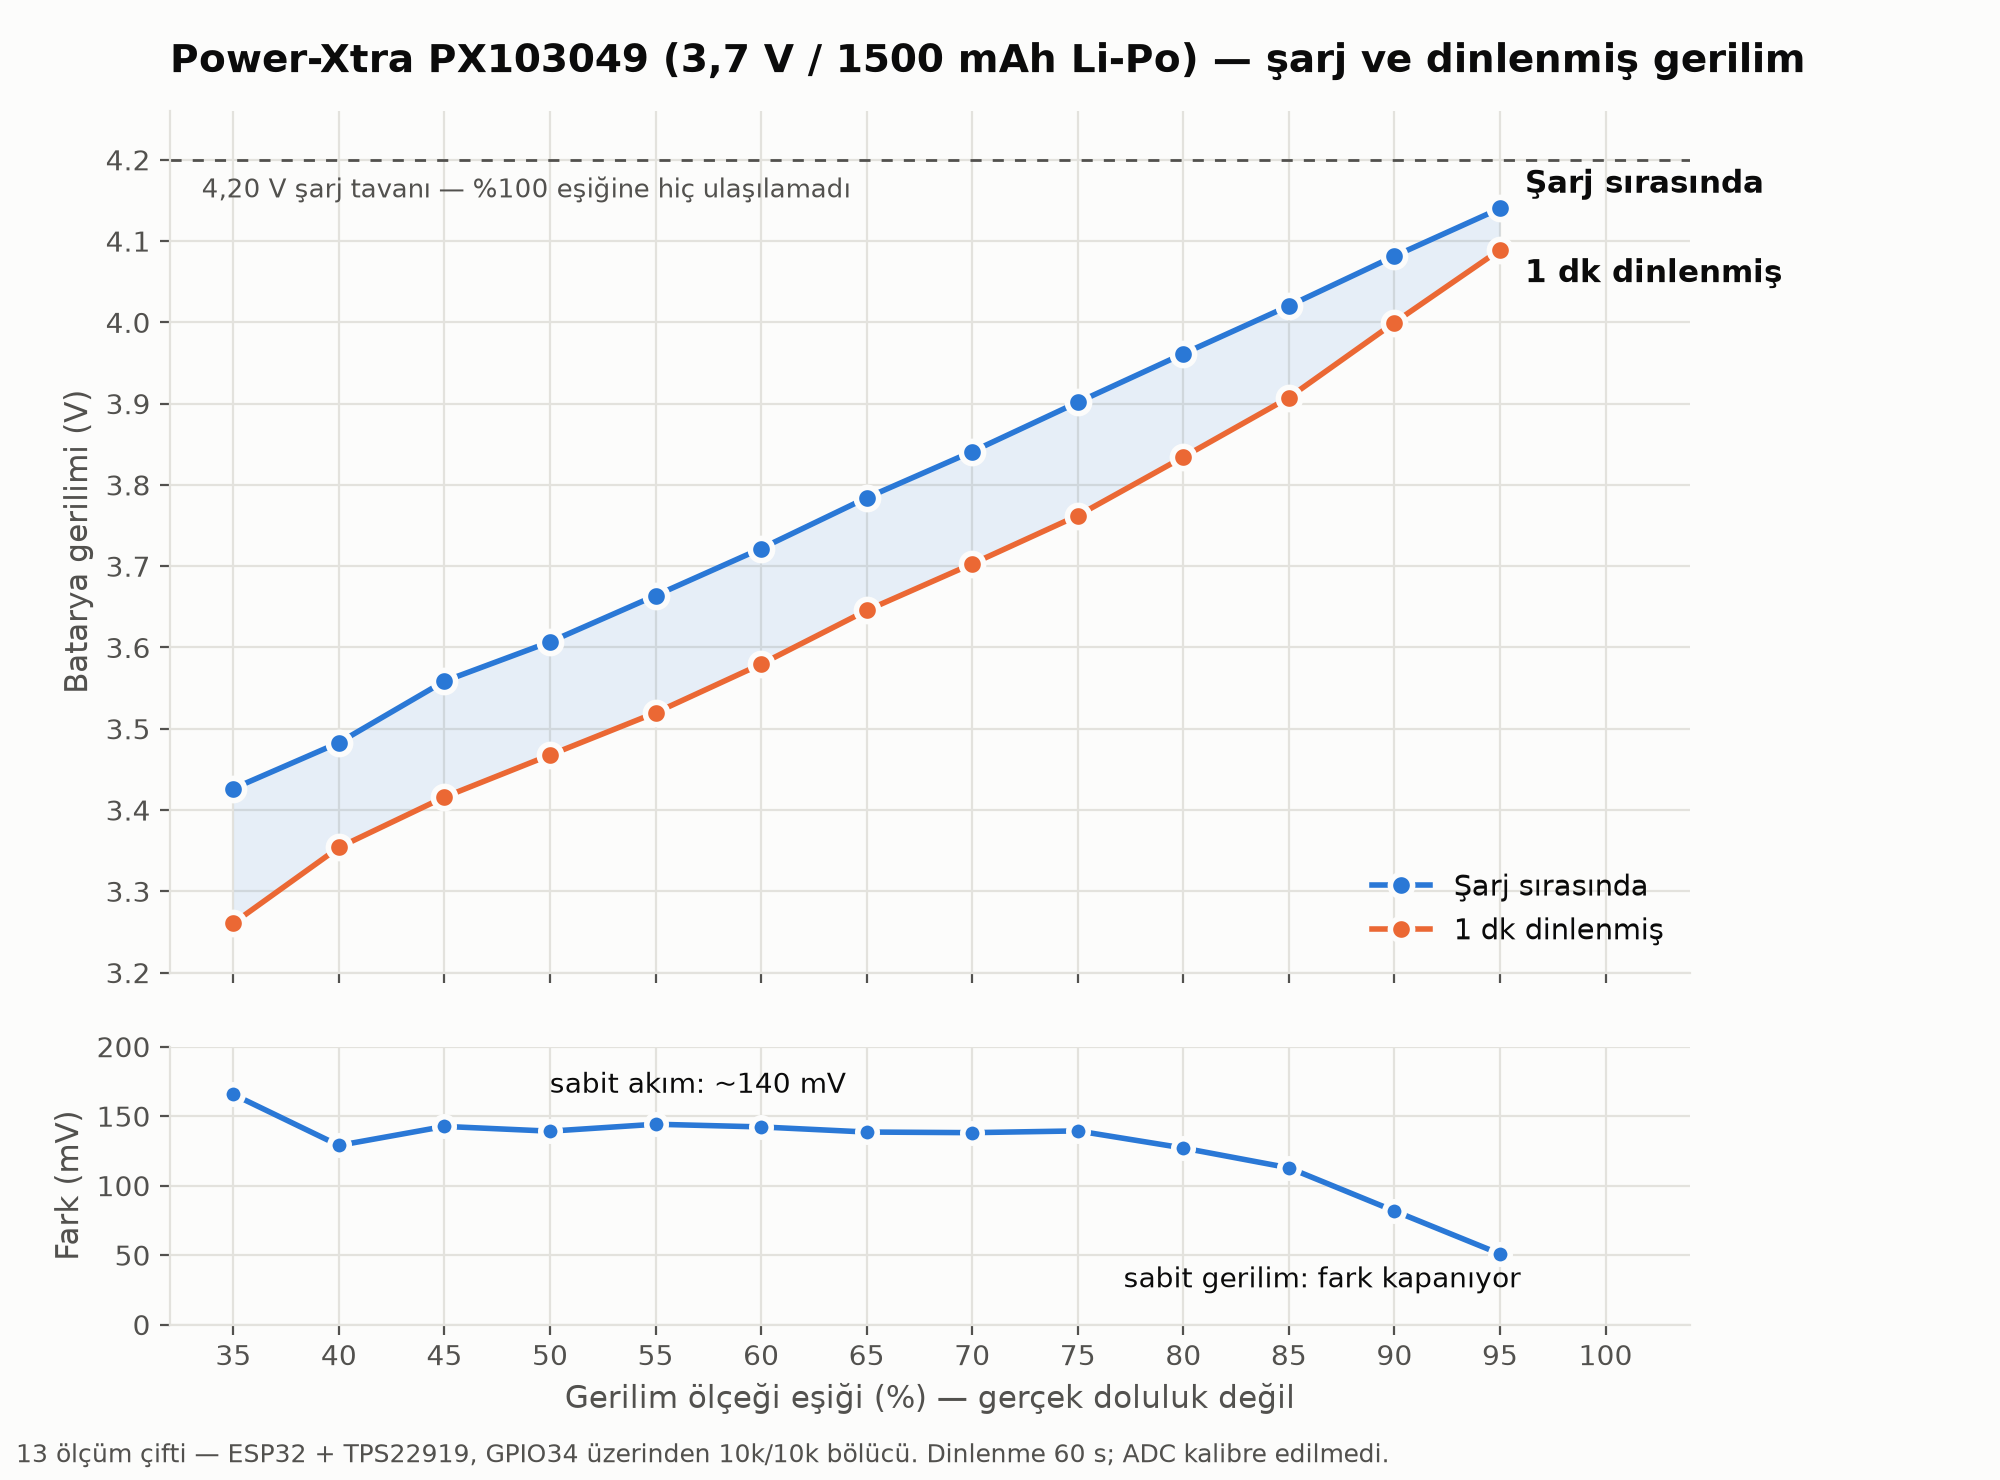 Power-Xtra PX103049 (3,7 V / 1500 mAh Li-Po) — şarj ve dinlenmiş gerilim
4.2
4,20 V şarj tavanı — %100 eşiğine hiç ulaşılamadı
Şarj sırasında
4.1
1 dk dinlenmiş
4.0
3.9
3.8
3.7
3.6
3.5
3.4
3.3
3.2
Batarya gerilimi (V)
Şarj sırasında
1 dk dinlenmiş
200
150
100
50
0
Fark (mV)
sabit akım: ~140 mV
sabit gerilim: fark kapanıyor
35 40 45 50 55 60 65 70 75 80 85 90 95 100
Gerilim ölçeği eşiği (%) — gerçek doluluk değil
13 ölçüm çifti — ESP32 + TPS22919, GPIO34 üzerinden 10k/10k bölücü. Dinlenme 60 s; ADC kalibre edilmedi.